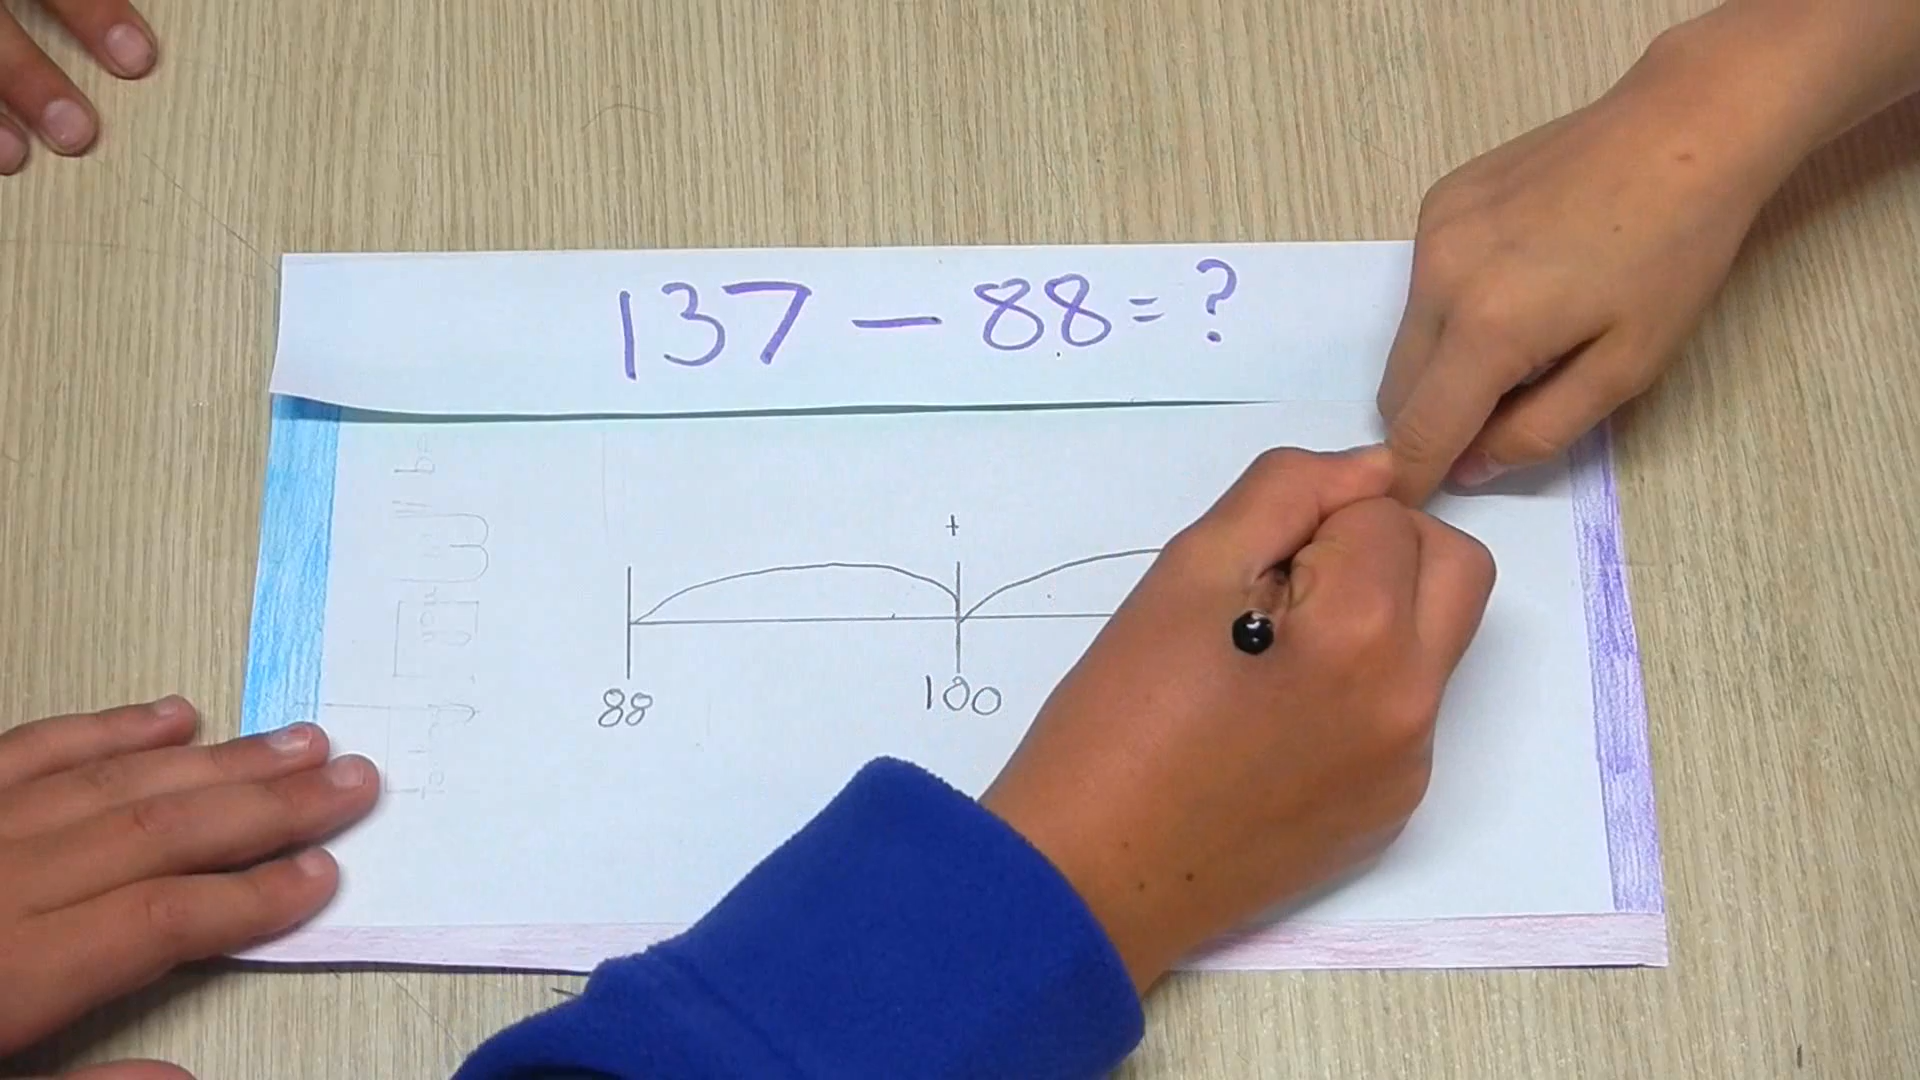 137 - 88 = ?
+
88 100